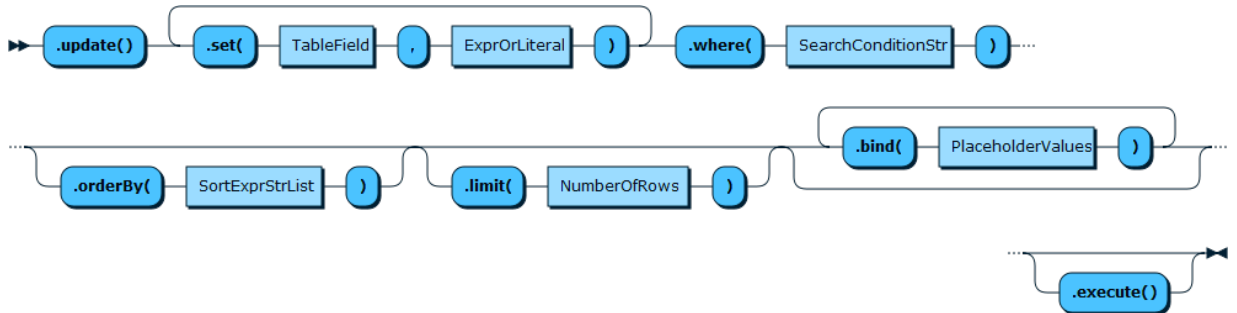 .update() .set( TableField , ExprOrLiteral ) .where( SearchConditionStr )
.orderBy( SortExprStrList ) .limit( NumberOfRows ) .bind( PlaceholderValues )
.execute()